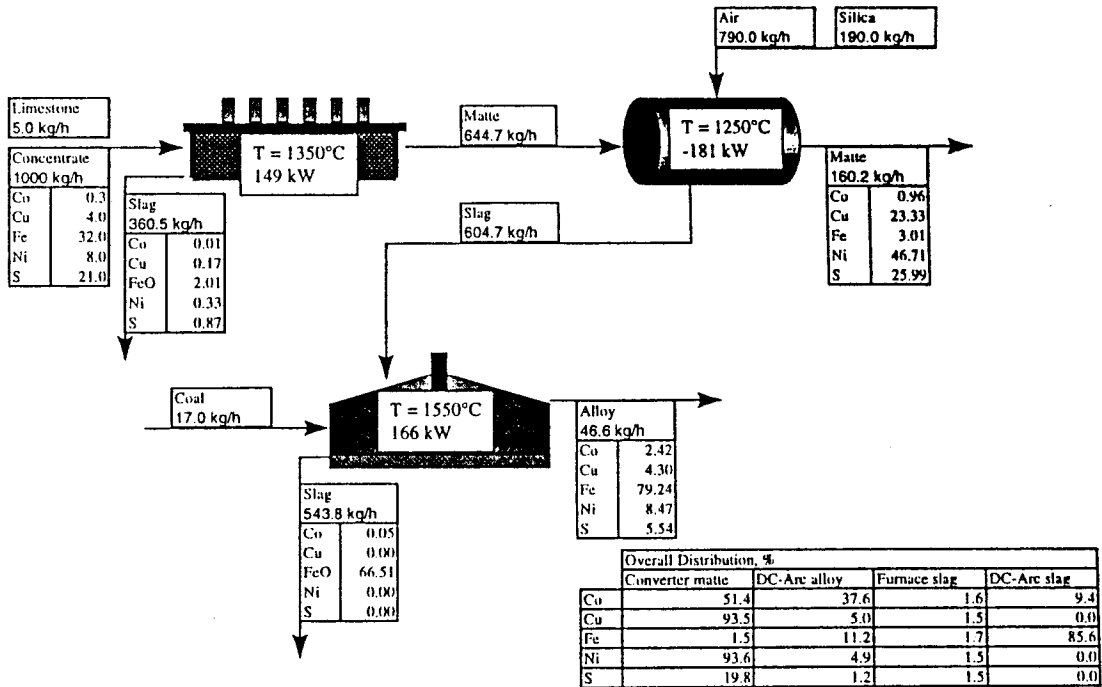 Air
790.0 kg/h
Silica
190.0 kg/h
Limestone
5.0 kg/h
Concentrate
1000 kg/h
Co 0.3
Cu 4.0
Fe 32.0
Ni 8.0
S 21.0
T = 1350°C
149 kW
Matte
644.7 kg/h
T = 1250°C
-181 kW
Matte
160.2 kg/h
Co 0.96
Cu 23.33
Fe 3.01
Ni 46.71
S 25.99
Slag
360.5 kg/h
Co 0.01
Cu 0.17
FeO 2.01
Ni 0.33
S 0.87
Slag
604.7 kg/h
Coal
17.0 kg/h
T = 1550°C
166 kW
Alloy
46.6 kg/h
Co 2.42
Cu 4.30
Fe 79.24
Ni 8.47
S 5.54
Slag
543.8 kg/h
Co 0.05
Cu 0.00
FeO 66.51
Ni 0.00
S 0.00
Overall Distribution, %
Converter matte DC-Arc alloy Furnace slag DC-Arc slag
Co 51.4 37.6 1.6 9.4
Cu 93.5 5.0 1.5 0.0
Fe 1.5 11.2 1.7 85.6
Ni 93.6 4.9 1.5 0.0
S 19.8 1.2 1.5 0.0